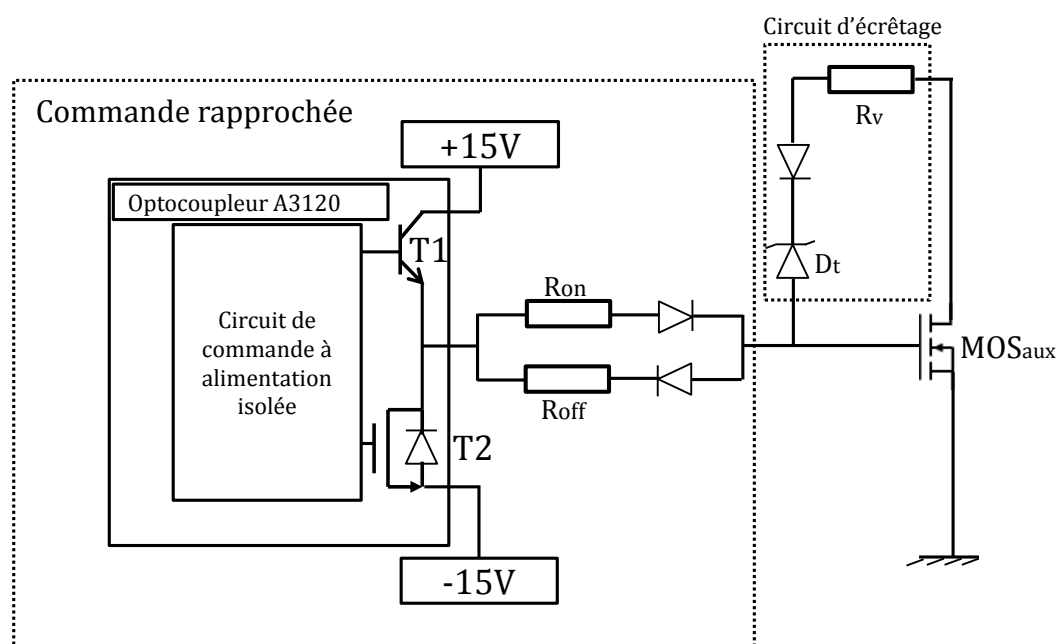 Circuit d'écrêtage
Rv
Commande rapprochée
+15V
Optocoupleur A3120
T1
Dt
Ron
Circuit de
commande à
alimentation
isolée
MOSaux
Roff
T2
-15V